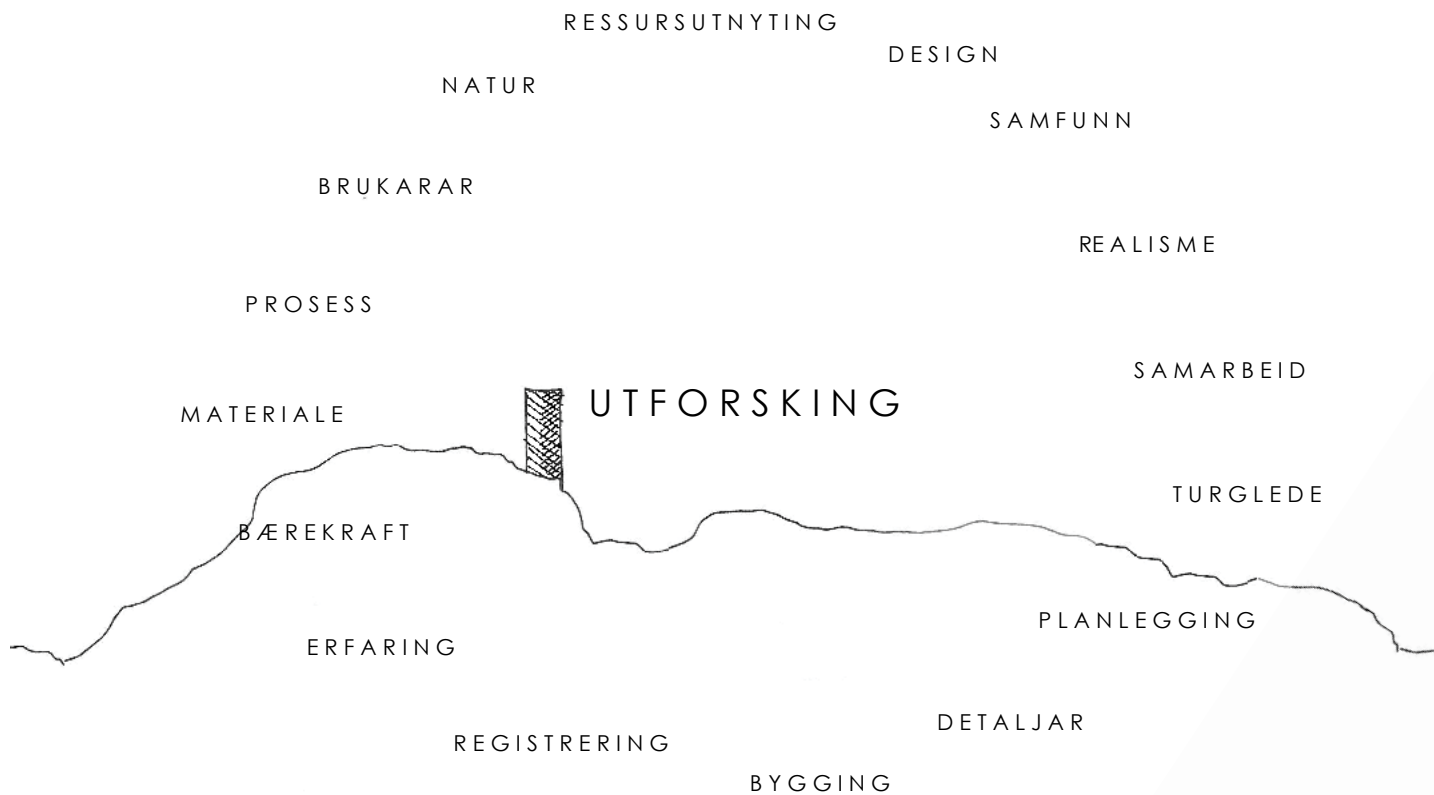 RESSURSUTNYTING
DESIGN
NATUR
SAMFUNN
BRUKARAR
REALISME
PROSESS
SAMARBEID
UTFORSKING
MATERIALE
TURGLEDE
BÆREKRAFT
PLANLEGGING
ERFARING
DETALJAR
REGISTRERING
BYGGING